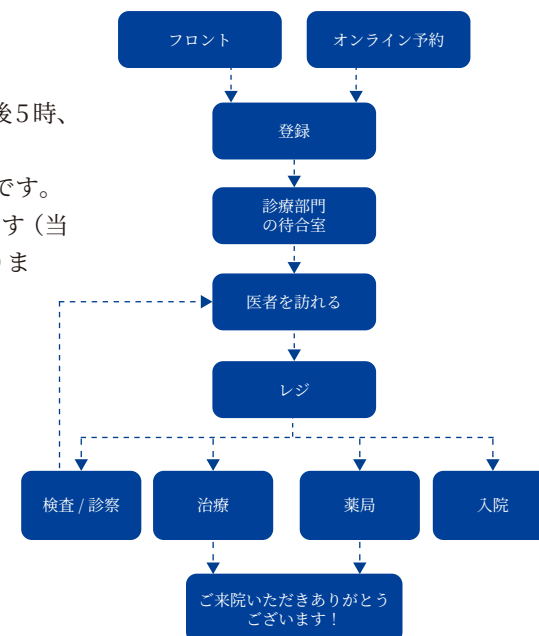 フロント
オンライン予約
後5時、
登録
です。
診療部門
の待合室
す（当
りま
医者を訪れる
レジ
検査 / 診察
治療
薬局
入院
ご来院いただきありがとう
ございます！